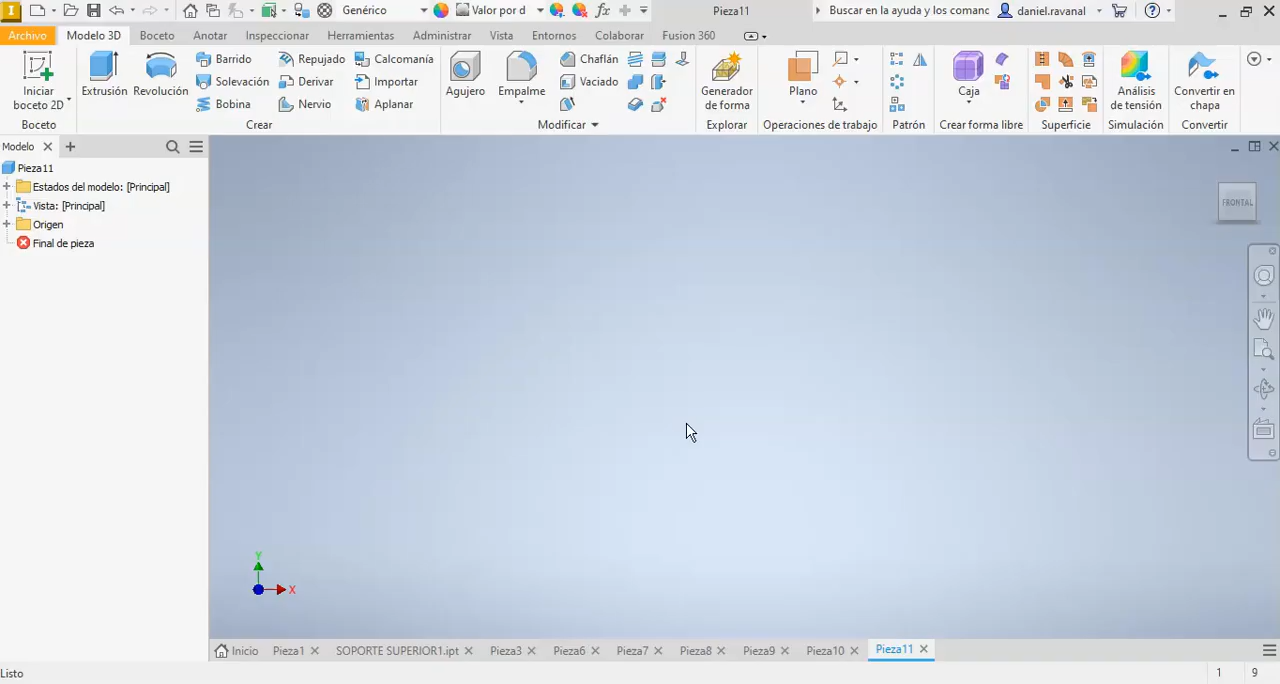 I Genérico Valor por d fx Pieza11 Buscar en la ayuda y los comanc daniel.ravanal ?
Archivo Modelo 3D Boceto Anotar Inspeccionar Herramientas Administrar Vista Entornos Colaborar Fusion 360
Iniciar
boceto 2D
Boceto
Extrusión
Revolución
Barrido
Solevación
Bobina
Repujado
Derivar
Nervio
Calcomanía
Importar
Aplanar
Crear
Agujero
Empalme
Chaflán
Vaciado
Modificar
Generador
de forma
Explorar
Plano
Operaciones de trabajo
Patrón
Caja
Crear forma libre
Superficie
Análisis
de tensión
Simulación
Convertir en
chapa
Convertir
Modelo
Pieza11
Estados del modelo: [Principal]
Vista: [Principal]
Origen
Final de pieza
FRONTAL
Y
X
Inicio Pieza1 SOPORTE SUPERIOR1.ipt Pieza3 Pieza6 Pieza7 Pieza8 Pieza9 Pieza10 Pieza11
Listo 1 9